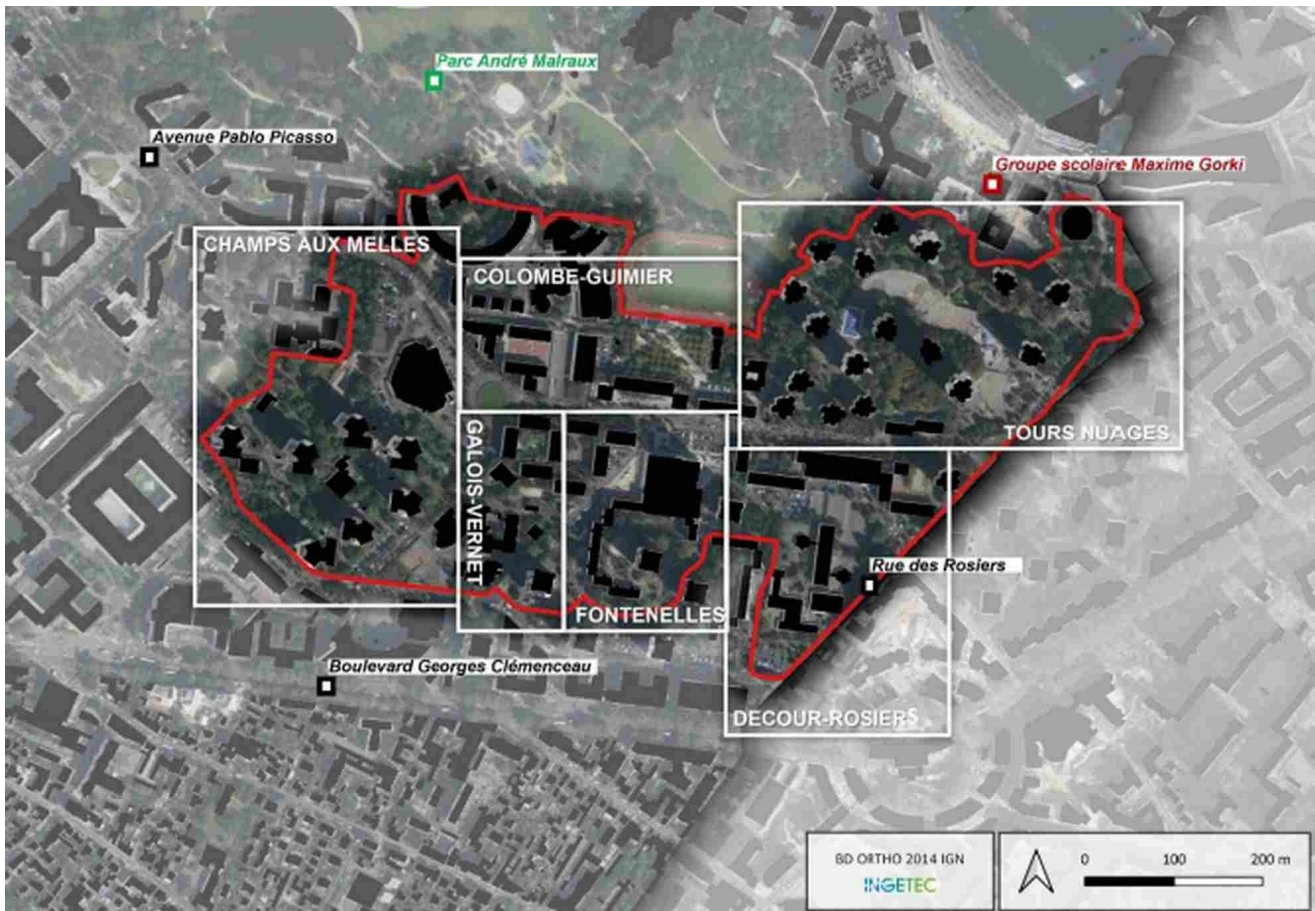 Parc André Malraux
Avenue Pablo Picasso
Groupe scolaire Maxime Gorki
CHAMPS AUX MELLES
COLOMBE-GUIMIER
TOURS NUAGES
GALOIS-VERNET
Rue des Rosiers
FONTENELLES
Boulevard Georges Clémenceau
DECOUR-ROSIERS
BD ORTHO 2014 IGN
INGETEC
0 100 200 m